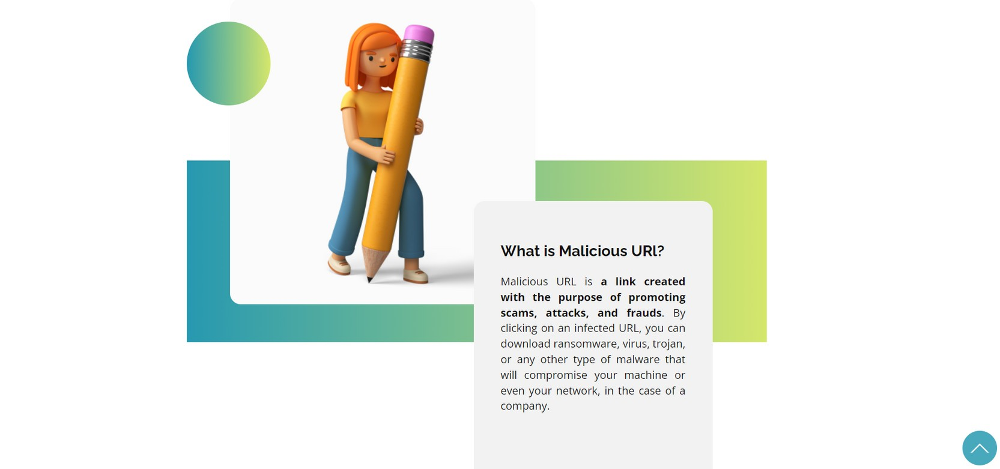 What is Malicious URl?
Malicious URL is a link created
with the purpose of promoting
scams, attacks, and frauds. By
clicking on an infected URL, you can
download ransomware, virus, trojan,
or any other type of malware that
will compromise your machine or
even your network, in the case of a
company.